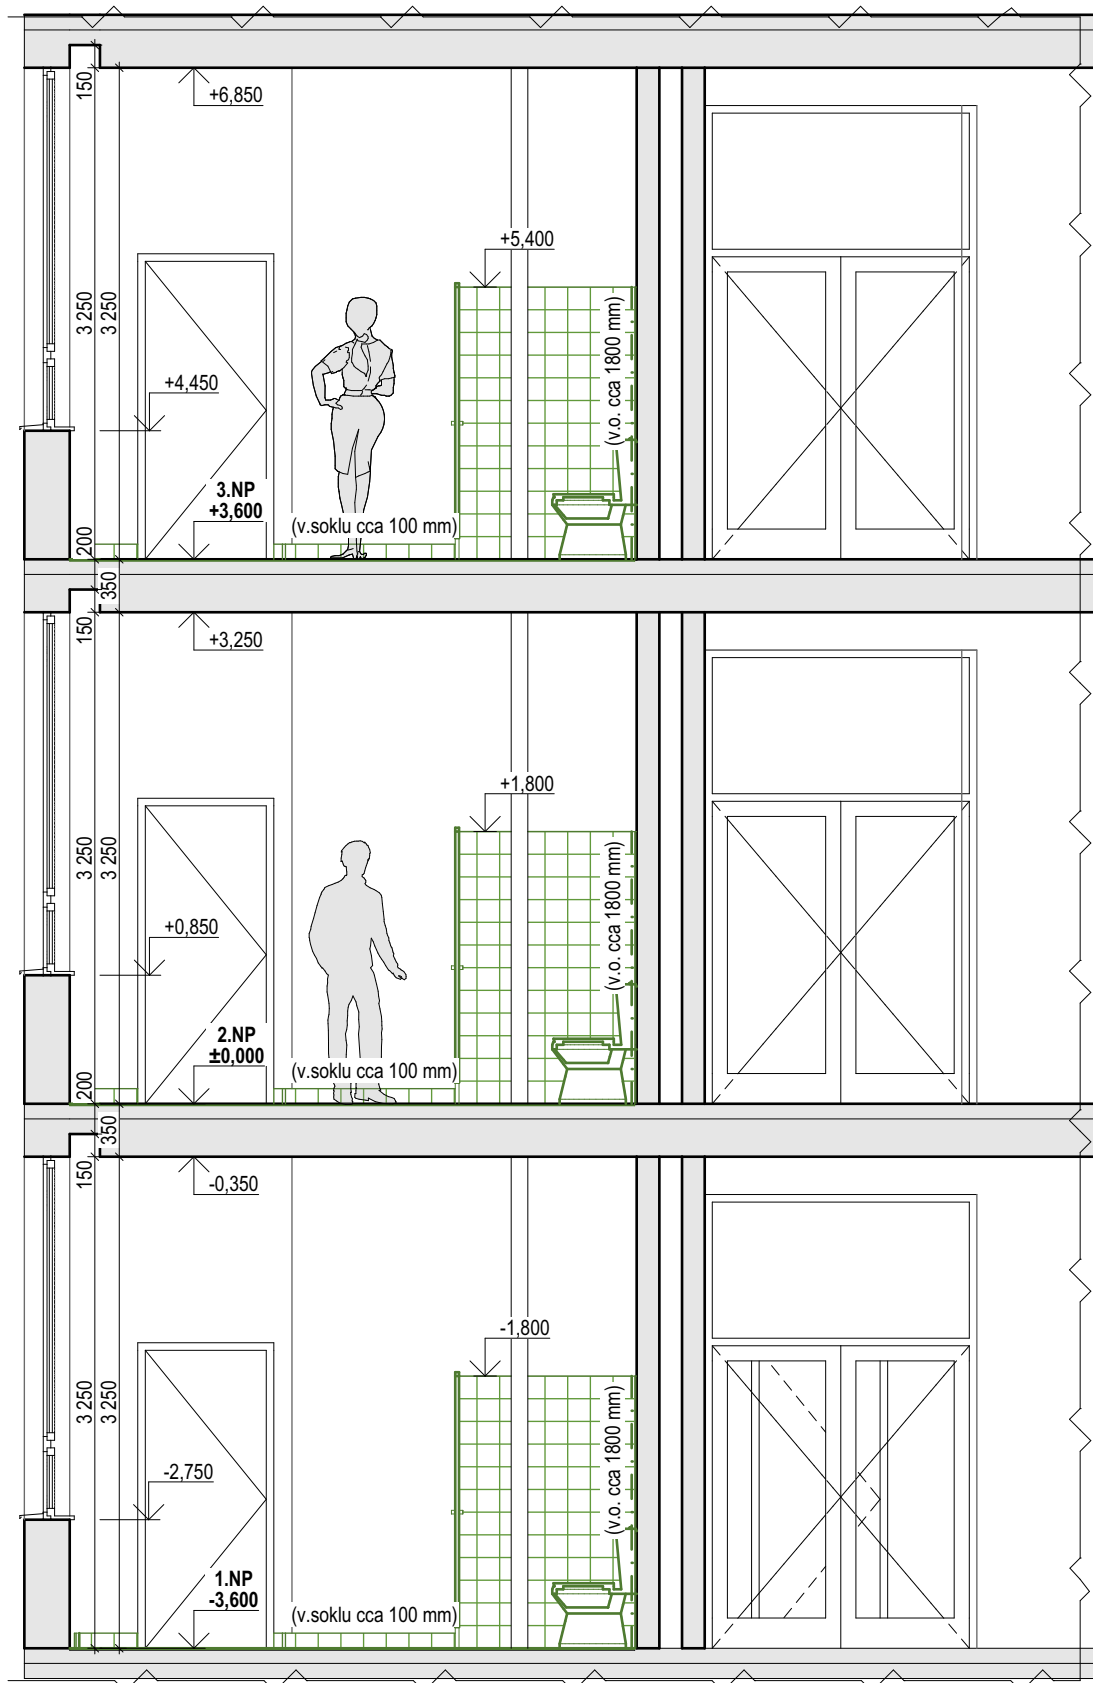 150
+6,850
+5,400
3 250
3 250
(v.o. cca 1800 mm)
+4,450
3.NP
+3,600
(v.soklu cca 100 mm)
200
350
150
+3,250
+1,800
3 250
3 250
(v.o. cca 1800 mm)
+0,850
2.NP
±0,000
(v.soklu cca 100 mm)
200
350
150
-0,350
-1,800
3 250
3 250
(v.o. cca 1800 mm)
-2,750
1.NP
-3,600
(v.soklu cca 100 mm)